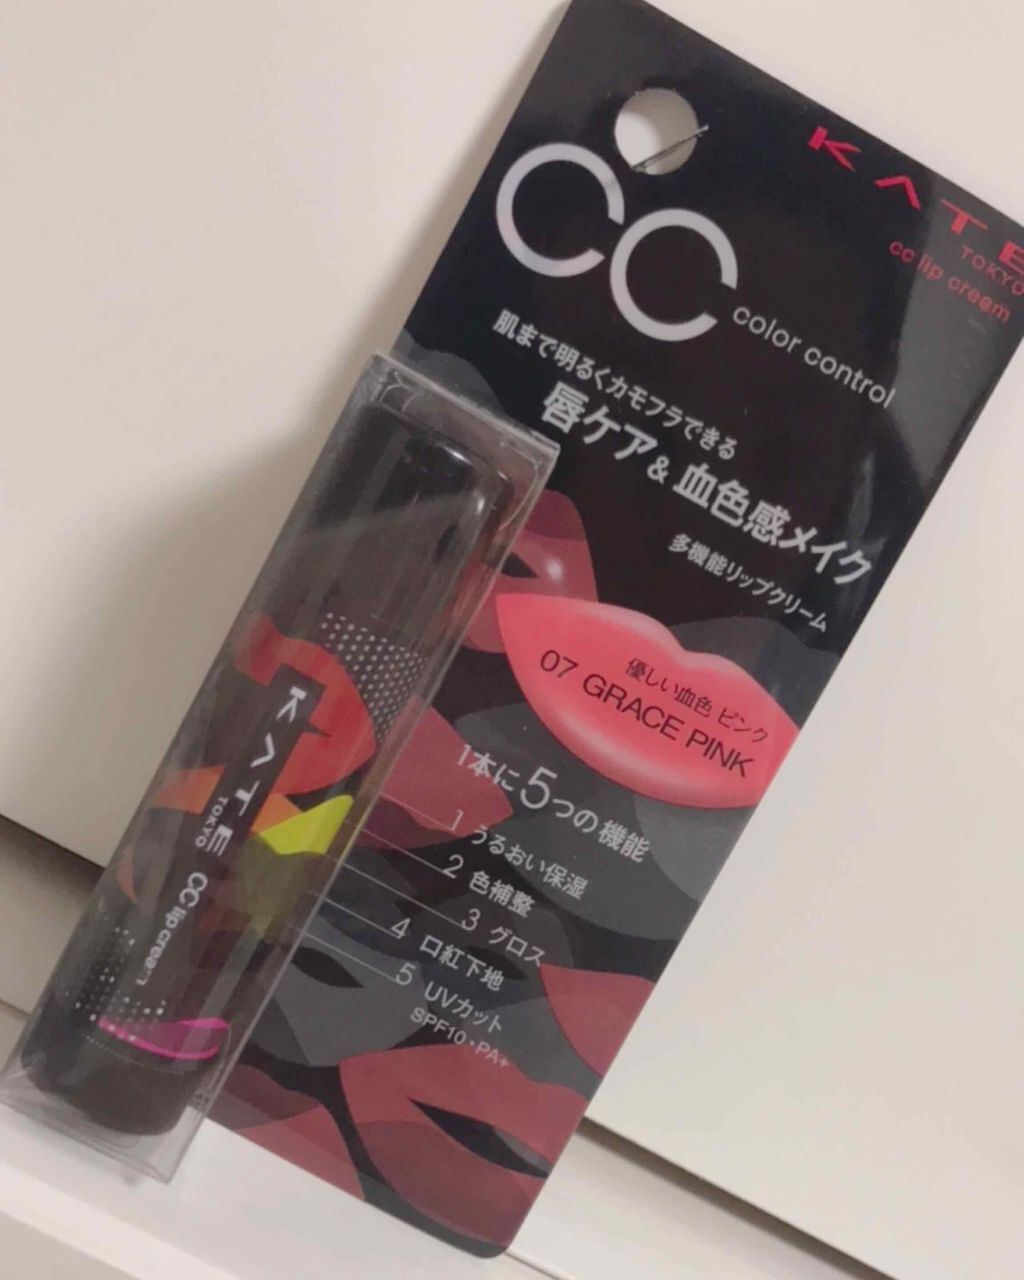 KATE
TOKYO
cc lip cream
CC
color control
肌まで明るくカモフラできる
唇ケア&血色感メイク
多機能リップクリーム
優しい血色 ピンク
07 GRACE PINK
1本に5つの機能
1 うるおい保湿
2 色補整
3 グロス
4 口紅下地
5 UVカット
SPF10・PA+
KATE
TOKYO
CC lip cream